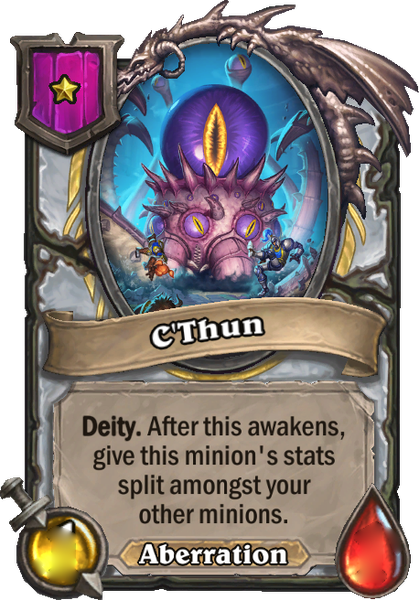 C'Thun
Deity. After this awakens,
give this minion's stats
split amongst your
other minions.
Aberration